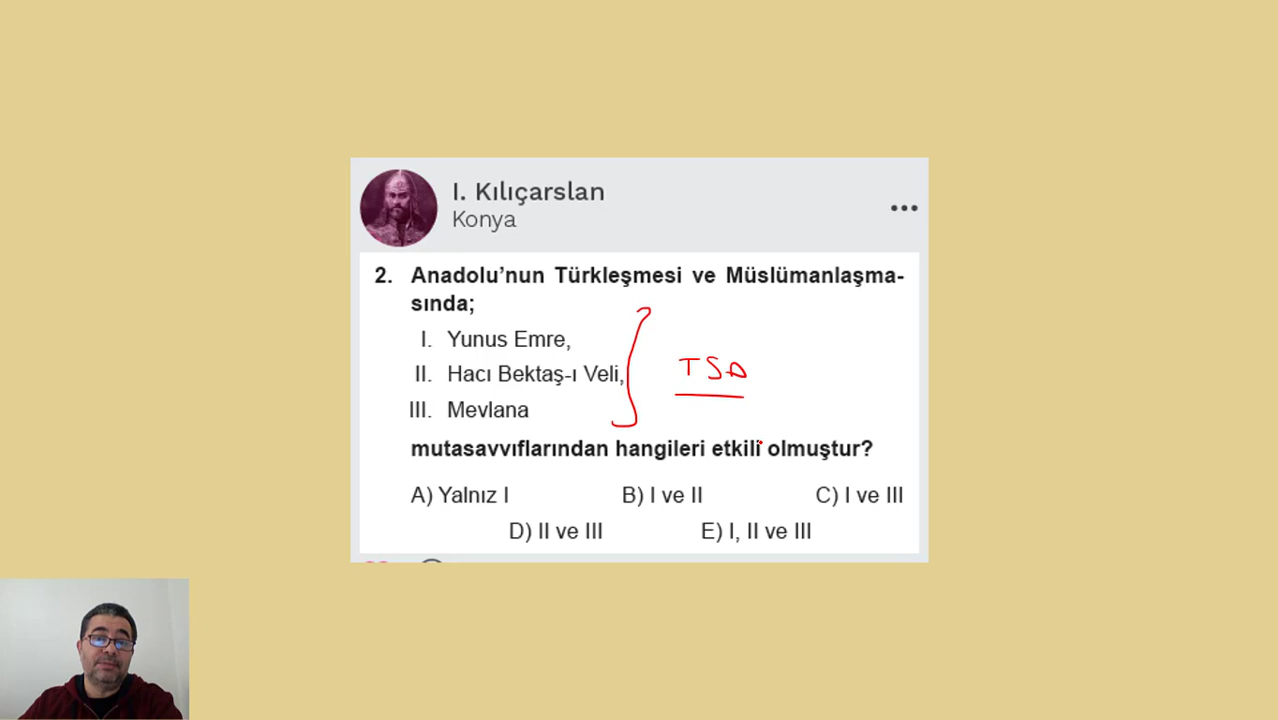 I. Kılıçarslan
Konya
2. Anadolu’nun Türkleşmesi ve Müslümanlaşma-
sında;
I. Yunus Emre,
II. Hacı Bektaş-ı Veli,
III. Mevlana
TSA
mutasavvıflarından hangileri etkili olmuştur?
A) Yalnız I B) I ve II C) I ve III
D) II ve III E) I, II ve III